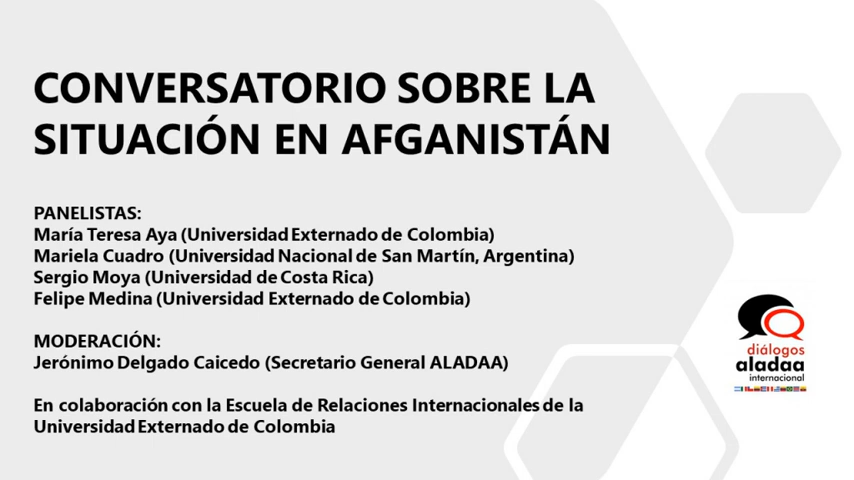 CONVERSATORIO SOBRE LA
SITUACIÓN EN AFGANISTÁN
PANELISTAS:
María Teresa Aya (Universidad Externado de Colombia)
Mariela Cuadro (Universidad Nacional de San Martín, Argentina)
Sergio Moya (Universidad de Costa Rica)
Felipe Medina (Universidad Externado de Colombia)
MODERACIÓN:
Jerónimo Delgado Caicedo (Secretario General ALADAA)
En colaboración con la Escuela de Relaciones Internacionales de la
Universidad Externado de Colombia
diálogos
aladaa
internacional